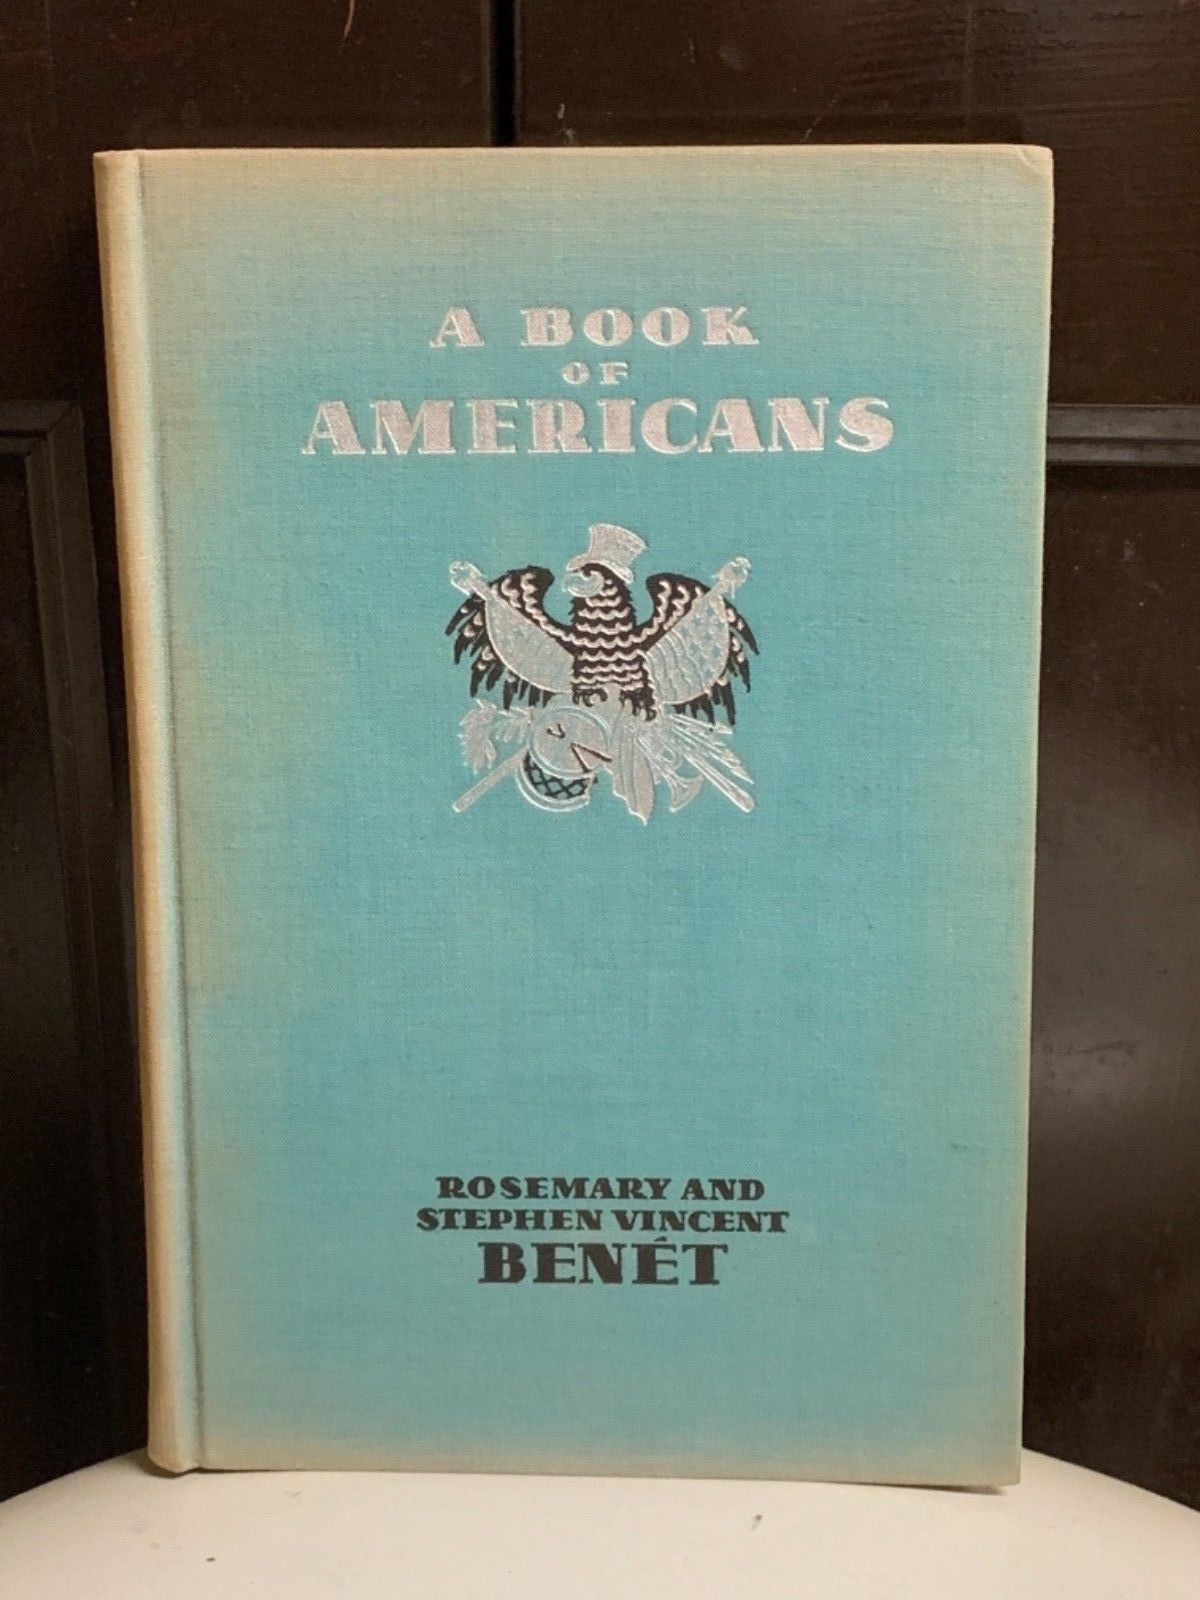 A BOOK
OF
AMERICANS
ROSEMARY AND
STEPHEN VINCENT
BENÉT